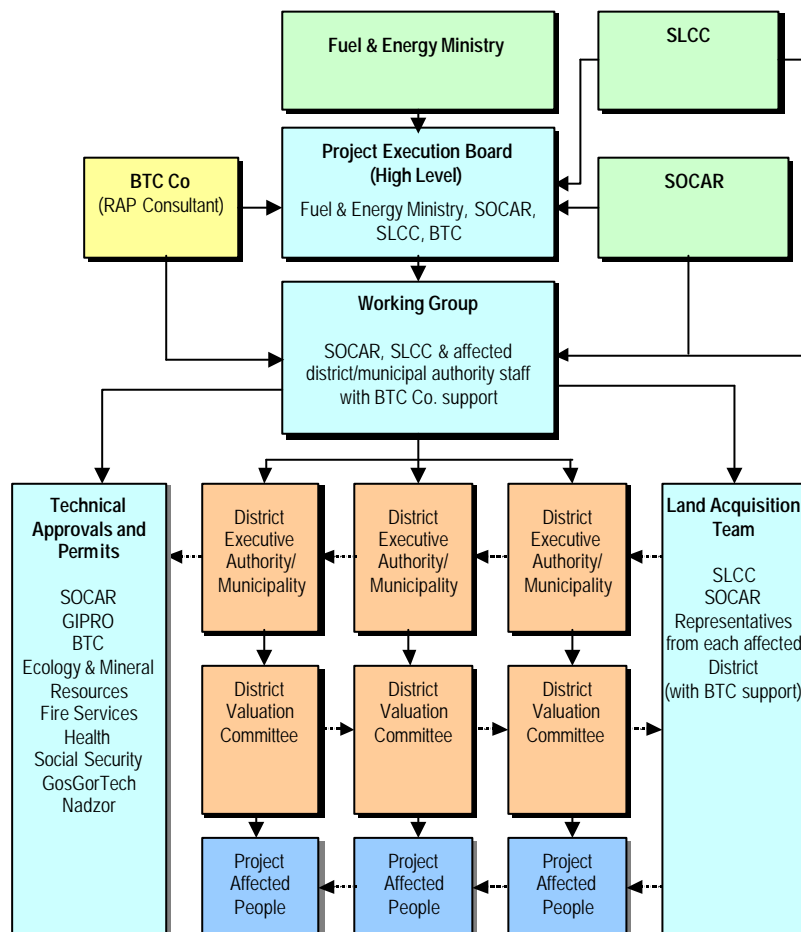 Fuel & Energy Ministry
SLCC
Project Execution Board
(High Level)
Fuel & Energy Ministry, SOCAR,
SLCC, BTC
BTC Co
(RAP Consultant)
SOCAR
Working Group
SOCAR, SLCC & affected
district/municipal authority staff
with BTC Co. support
Technical
Approvals and
Permits
SOCAR
GIPRO
BTC
Ecology & Mineral
Resources
Fire Services
Health
Social Security
GosGorTech
Nadzor
District
Executive
Authority/
Municipality
District
Executive
Authority/
Municipality
District
Executive
Authority/
Municipality
Land Acquisition
Team
SLCC
SOCAR
Representatives
from each affected
District
(with BTC support)
District
Valuation
Committee
District
Valuation
Committee
District
Valuation
Committee
Project
Affected
People
Project
Affected
People
Project
Affected
People